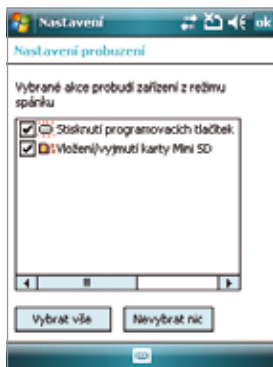 Nastavení
ok
Nastavení probuzení
Vybrané akce probudí zařízení z režimu
spánku
Stisknutí programovacích tlačítek
Vložení/vyjmutí karty Mini SD
Vybrat vše
Nevybrat nic